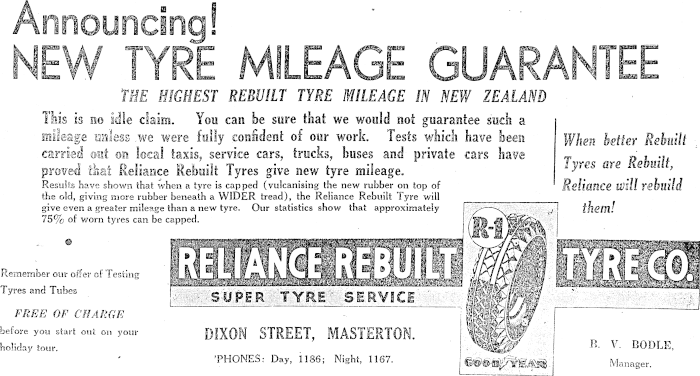 Announcing!
NEW TYRE MILEAGE GUARANTEE
THE HIGHEST REBUILT TYRE MILEAGE IN NEW ZEALAND
This is no idle claim. You can be sure that we would not guarantee such a
mileage unless we were fully confident of our work. Tests which have been
carried out on local taxis, service cars, trucks, buses and private cars have
proved that Reliance Rebuilt Tyres give new tyre mileage.
Results have shown that when a tyre is capped (vulcanising the new rubber on top of
the old, giving more rubber beneath a WIDER tread), the Reliance Rebuilt Tyre will
give even a greater mileage than a new tyre. Our statistics show that approximately
75% of worn tyres can be capped.
When better Rebuilt
Tyres are Rebuilt,
Reliance will rebuild
them!
Remember our offer of Testing
Tyres and Tubes
FREE OF CHARGE
before you start out on your
holiday tour.
RELIANCE REBUILT TYRE CO.
SUPER TYRE SERVICE
R-1
GOOD YEAR
DIXON STREET, MASTERTON.
'PHONES: Day, 1186; Night, 1167.
R. V. BODLE,
Manager.